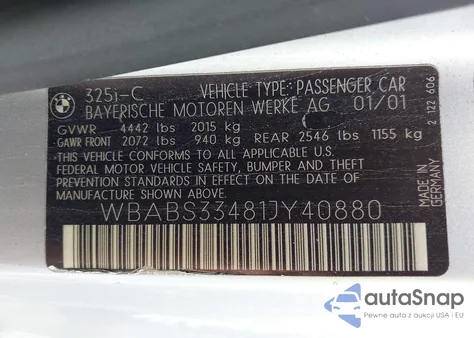 325i-C VEHICLE TYPE: PASSENGER CAR
BAYERISCHE MOTOREN WERKE AG 01/01
GVWR 4442 lbs 2015 kg
GAWR FRONT 2072 lbs 940 kg REAR 2546 lbs 1155 kg
*THIS VEHICLE CONFORMS TO ALL APPLICABLE U.S.
FEDERAL MOTOR VEHICLE SAFETY, BUMPER AND THEFT
PREVENTION STANDARDS IN EFFECT ON THE DATE OF
MANUFACTURE SHOWN ABOVE.*
WBABS33481JY40880
MADE IN
GERMANY
2 122 606
autoSnap
Pewne auta z USA i EU